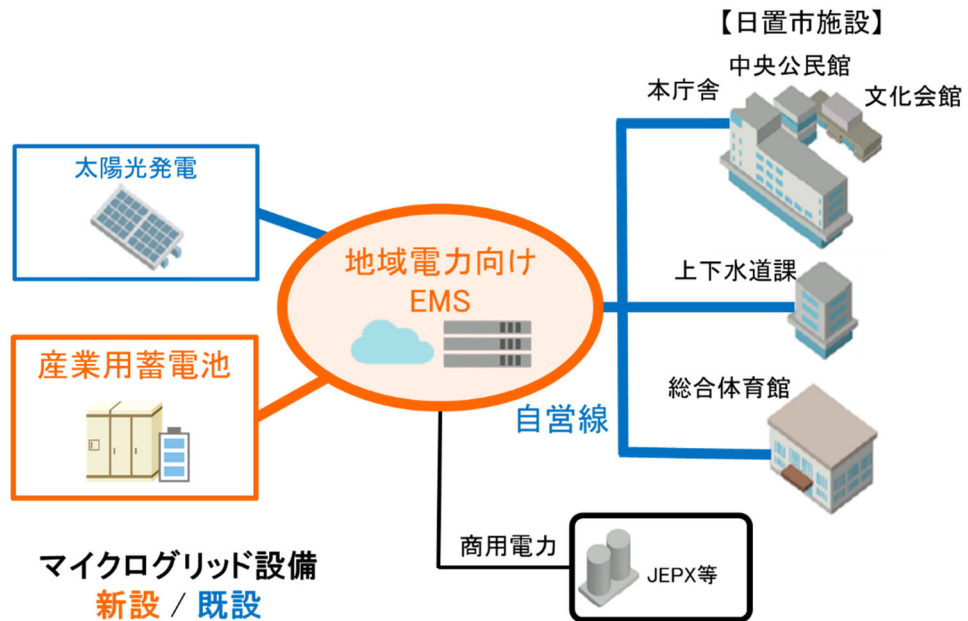 【日置市施設】
中央公民館
本庁舎
文化会館
太陽光発電
地域電力向け
EMS
上下水道課
産業用蓄電池
総合体育館
自営線
商用電力
JEPX等
マイクログリッド設備
新設 / 既設